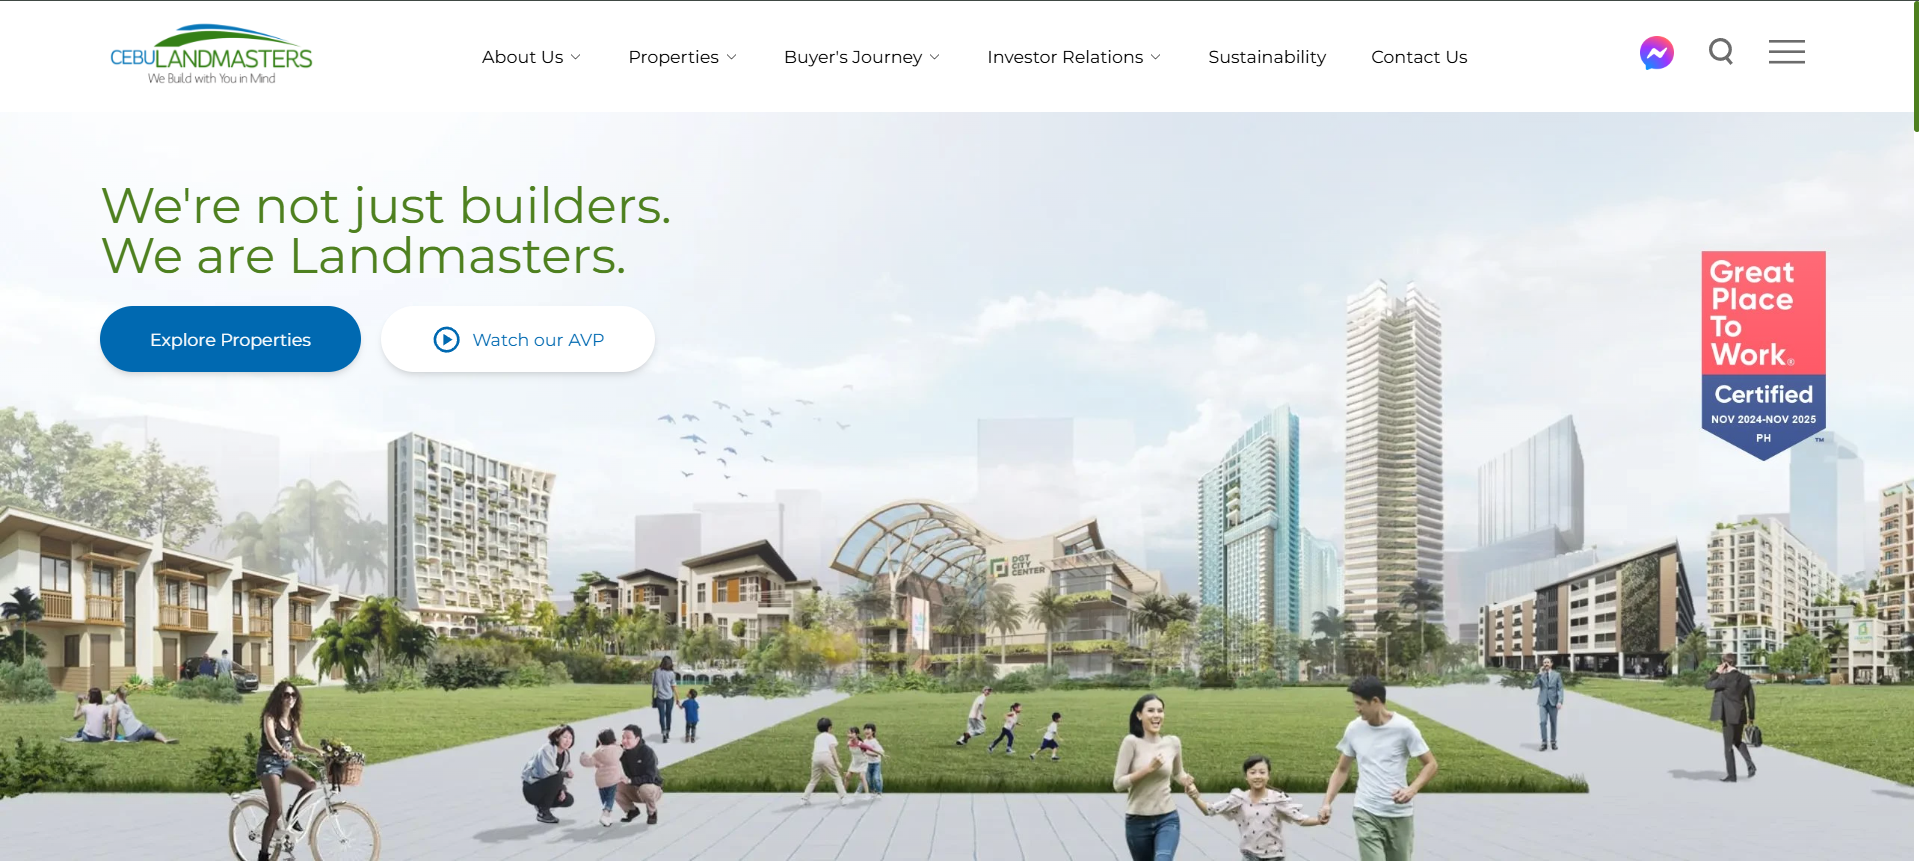 CEBULANDMASTERS
We Build with You in Mind
About Us
Properties
Buyer's Journey
Investor Relations
Sustainability
Contact Us
We're not just builders.
We are Landmasters.
Explore Properties
Watch our AVP
Great
Place
To
Work®
Certified
NOV 2024-NOV 2025
PH
™
DGT
CITY
CENTER